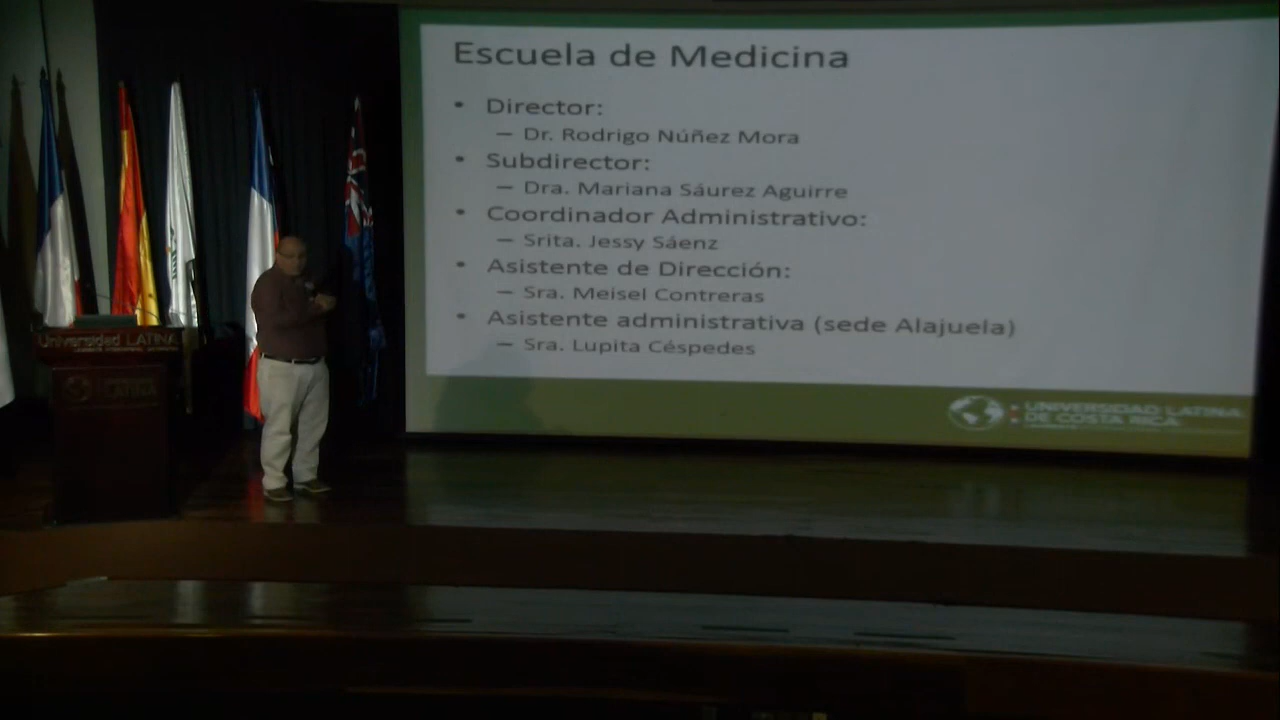 Escuela de Medicina
• Director:
– Dr. Rodrigo Núñez Mora
• Subdirector:
– Dra. Mariana Sáurez Aguirre
• Coordinador Administrativo:
– Srita. Jessy Sáenz
• Asistente de Dirección:
– Sra. Meisel Contreras
• Asistente administrativa (sede Alajuela)
– Sra. Lupita Céspedes
UNIVERSIDAD LATINA
DE COSTA RICA
Universidad LATINA